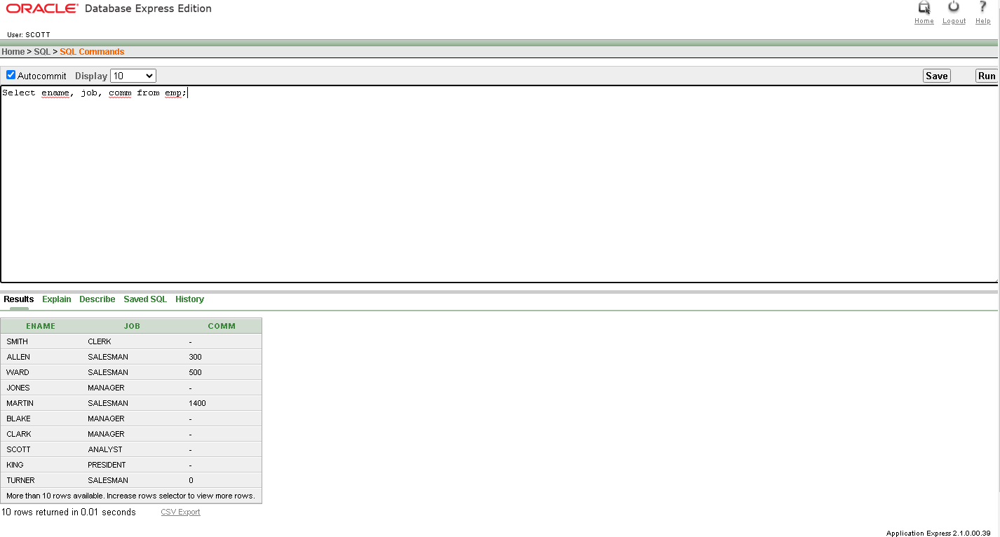 ORACLE Database Express Edition
Home Logout Help
User: SCOTT
Home > SQL > SQL Commands
Autocommit Display 10 Save Run
Select ename, job, comm from emp;
Results Explain Describe Saved SQL History
ENAME JOB COMM
SMITH CLERK -
ALLEN SALESMAN 300
WARD SALESMAN 500
JONES MANAGER -
MARTIN SALESMAN 1400
BLAKE MANAGER -
CLARK MANAGER -
SCOTT ANALYST -
KING PRESIDENT -
TURNER SALESMAN 0
More than 10 rows available. Increase rows selector to view more rows.
10 rows returned in 0.01 seconds CSV Export
Application Express 2.1.0.00.39